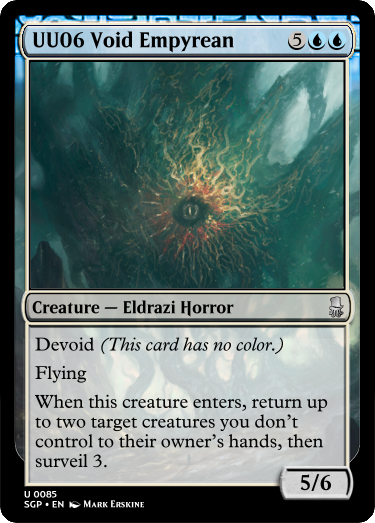 UU06 Void Empyrean 5
Creature — Eldrazi Horror
Devoid (This card has no color.)
Flying
When this creature enters, return up
to two target creatures you don't
control to their owner's hands, then
surveil 3.
5/6
U 0085
SGP • EN Mark Erskine